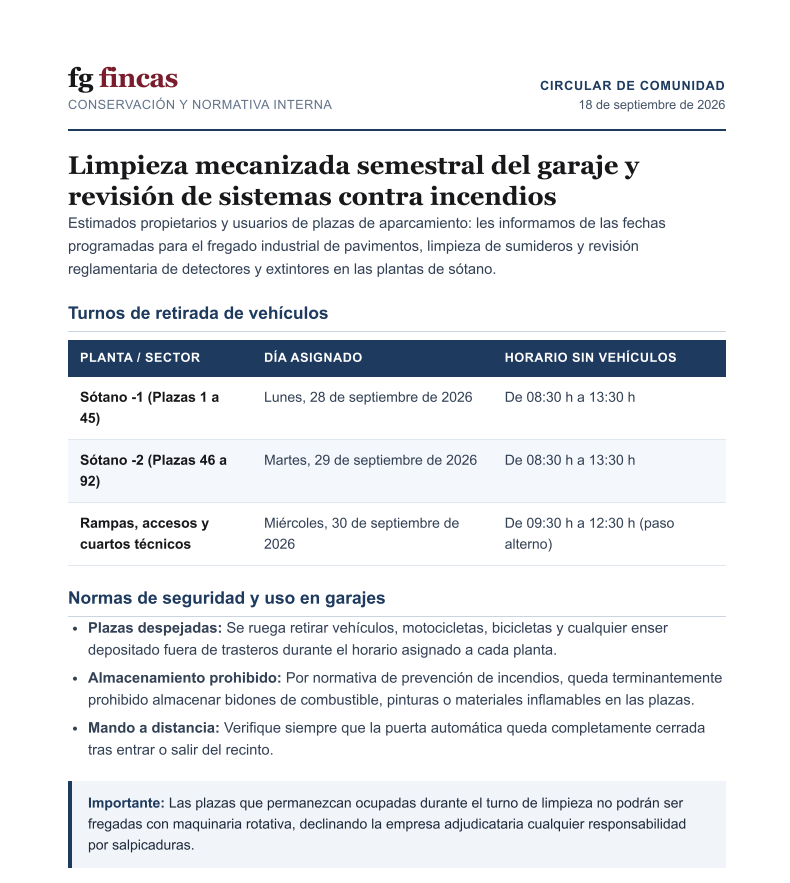 fg fincas
CONSERVACIÓN Y NORMATIVA INTERNA
CIRCULAR DE COMUNIDAD
18 de septiembre de 2026
Limpieza mecanizada semestral del garaje y
revisión de sistemas contra incendios
Estimados propietarios y usuarios de plazas de aparcamiento: les informamos de las fechas
programadas para el fregado industrial de pavimentos, limpieza de sumideros y revisión
reglamentaria de detectores y extintores en las plantas de sótano.
Turnos de retirada de vehículos
PLANTA / SECTOR DÍA ASIGNADO HORARIO SIN VEHÍCULOS
Sótano -1 (Plazas 1 a Lunes, 28 de septiembre de 2026 De 08:30 h a 13:30 h
45)
Sótano -2 (Plazas 46 a Martes, 29 de septiembre de 2026 De 08:30 h a 13:30 h
92)
Rampas, accesos y Miércoles, 30 de septiembre de De 09:30 h a 12:30 h (paso
cuartos técnicos 2026 alterno)
Normas de seguridad y uso en garajes
• Plazas despejadas: Se ruega retirar vehículos, motocicletas, bicicletas y cualquier enser
depositado fuera de trasteros durante el horario asignado a cada planta.
• Almacenamiento prohibido: Por normativa de prevención de incendios, queda terminantemente
prohibido almacenar bidones de combustible, pinturas o materiales inflamables en las plazas.
• Mando a distancia: Verifique siempre que la puerta automática queda completamente cerrada
tras entrar o salir del recinto.
Importante: Las plazas que permanezcan ocupadas durante el turno de limpieza no podrán ser
fregadas con maquinaria rotativa, declinando la empresa adjudicataria cualquier responsabilidad
por salpicaduras.